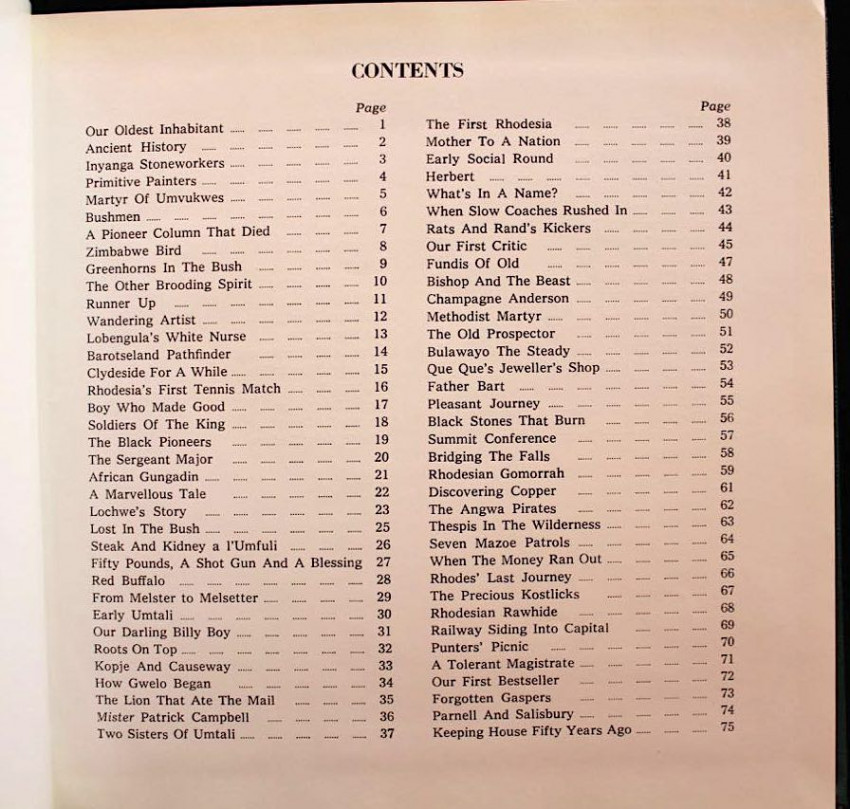 CONTENTS
Page
Our Oldest Inhabitant ...... ...... ...... ...... ...... 1
Ancient History ...... ...... ...... ...... ...... 2
Inyanga Stoneworkers ...... ...... ...... ...... ...... 3
Primitive Painters ...... ...... ...... ...... ...... 4
Martyr Of Umvukwes ...... ...... ...... ...... ...... 5
Bushmen ...... ...... ...... ...... ...... ...... ...... 6
A Pioneer Column That Died ...... ...... ...... 7
Zimbabwe Bird ...... ...... ...... ...... ...... 8
Greenhorns In The Bush ...... ...... ...... ...... 9
The Other Brooding Spirit ...... ...... ...... ...... 10
Runner Up ...... ...... ...... ...... ...... ...... 11
Wandering Artist ...... ...... ...... ...... ...... 12
Lobengula's White Nurse ...... ...... ...... ...... 13
Barotseland Pathfinder ...... ...... ...... ...... 14
Clydeside For A While ...... ...... ...... ...... ...... 15
Rhodesia's First Tennis Match ...... ...... ...... 16
Boy Who Made Good ...... ...... ...... ...... ...... 17
Soldiers Of The King ...... ...... ...... ...... ...... 18
The Black Pioneers ...... ...... ...... ...... ...... 19
The Sergeant Major ...... ...... ...... ...... ...... 20
African Gungadin ...... ...... ...... ...... ...... 21
A Marvellous Tale ...... ...... ...... ...... ...... 22
Lochwe's Story ...... ...... ...... ...... ...... 23
Lost In The Bush ...... ...... ...... ...... ...... ...... 25
Steak And Kidney a l'Umfuli ...... ...... ...... 26
Fifty Pounds, A Shot Gun And A Blessing 27
Red Buffalo ...... ...... ...... ...... ...... ...... 28
From Melster to Melsetter ...... ...... ...... ...... 29
Early Umtali ...... ...... ...... ...... ...... ...... 30
Our Darling Billy Boy ...... ...... ...... ...... ...... 31
Roots On Top ...... ...... ...... ...... ...... ...... 32
Kopje And Causeway ...... ...... ...... ...... ...... 33
How Gwelo Began ...... ...... ...... ...... ...... 34
The Lion That Ate The Mail ...... ...... ...... 35
Mister Patrick Campbell ...... ...... ...... ...... 36
Two Sisters Of Umtali ...... ...... ...... ...... ...... 37
Page
The First Rhodesia ...... ...... ...... ...... ...... 38
Mother To A Nation ...... ...... ...... ...... ...... 39
Early Social Round ...... ...... ...... ...... ...... 40
Herbert ...... ...... ...... ...... ...... ...... ...... ...... 41
What's In A Name? ...... ...... ...... ...... ...... 42
When Slow Coaches Rushed In ...... ...... ...... 43
Rats And Rand's Kickers ...... ...... ...... ...... 44
Our First Critic ...... ...... ...... ...... ...... ...... 45
Fundis Of Old ...... ...... ...... ...... ...... ...... 47
Bishop And The Beast ...... ...... ...... ...... ...... 48
Champagne Anderson ...... ...... ...... ...... ...... 49
Methodist Martyr ...... ...... ...... ...... ...... ...... 50
The Old Prospector ...... ...... ...... ...... ...... 51
Bulawayo The Steady ...... ...... ...... ...... ...... 52
Que Que's Jeweller's Shop ...... ...... ...... ...... 53
Father Bart ...... ...... ...... ...... ...... ...... ...... 54
Pleasant Journey ...... ...... ...... ...... ...... ...... 55
Black Stones That Burn ...... ...... ...... ...... 56
Summit Conference ...... ...... ...... ...... ...... 57
Bridging The Falls ...... ...... ...... ...... ...... 58
Rhodesian Gomorrah ...... ...... ...... ...... ...... 59
Discovering Copper ...... ...... ...... ...... ...... 61
The Angwa Pirates ...... ...... ...... ...... ...... 62
Thespis In The Wilderness ...... ...... ...... ...... 63
Seven Mazoe Patrols ...... ...... ...... ...... ...... 64
When The Money Ran Out ...... ...... ...... ...... 65
Rhodes' Last Journey ...... ...... ...... ...... ...... 66
The Precious Kostlicks ...... ...... ...... ...... 67
Rhodesian Rawhide ...... ...... ...... ...... ...... 68
Railway Siding Into Capital ...... ...... ...... 69
Punters' Picnic ...... ...... ...... ...... ...... ...... 70
A Tolerant Magistrate ...... ...... ...... ...... ...... 71
Our First Bestseller ...... ...... ...... ...... ...... 72
Forgotten Gaspers ...... ...... ...... ...... ...... 73
Parnell And Salisbury ...... ...... ...... ...... ...... 74
Keeping House Fifty Years Ago ...... ...... ...... 75